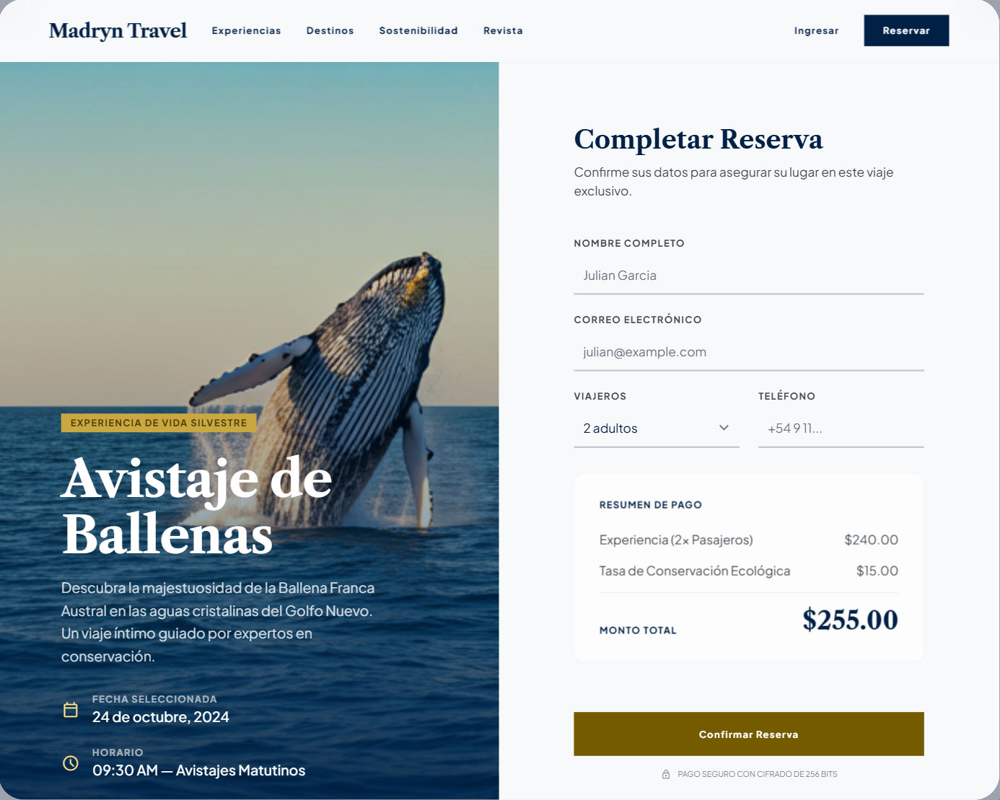 Madryn Travel
Experiencias
Destinos
Sostenibilidad
Revista
Ingresar
Reservar
EXPERIENCIA DE VIDA SILVESTRE
Avistaje de
Ballenas
Descubra la majestuosidad de la Ballena Franca
Austral en las aguas cristalinas del Golfo Nuevo.
Un viaje íntimo guiado por expertos en
conservación.
FECHA SELECCIONADA
24 de octubre, 2024
HORARIO
09:30 AM — Avistajes Matutinos
Completar Reserva
Confirme sus datos para asegurar su lugar en este viaje
exclusivo.
NOMBRE COMPLETO
Julian Garcia
CORREO ELECTRÓNICO
julian@example.com
VIAJEROS
2 adultos
TELÉFONO
+54 9 11...
RESUMEN DE PAGO
Experiencia (2x Pasajeros) $240.00
Tasa de Conservación Ecológica $15.00
MONTO TOTAL $255.00
Confirmar Reserva
PAGO SEGURO CON CIFRADO DE 256 BITS